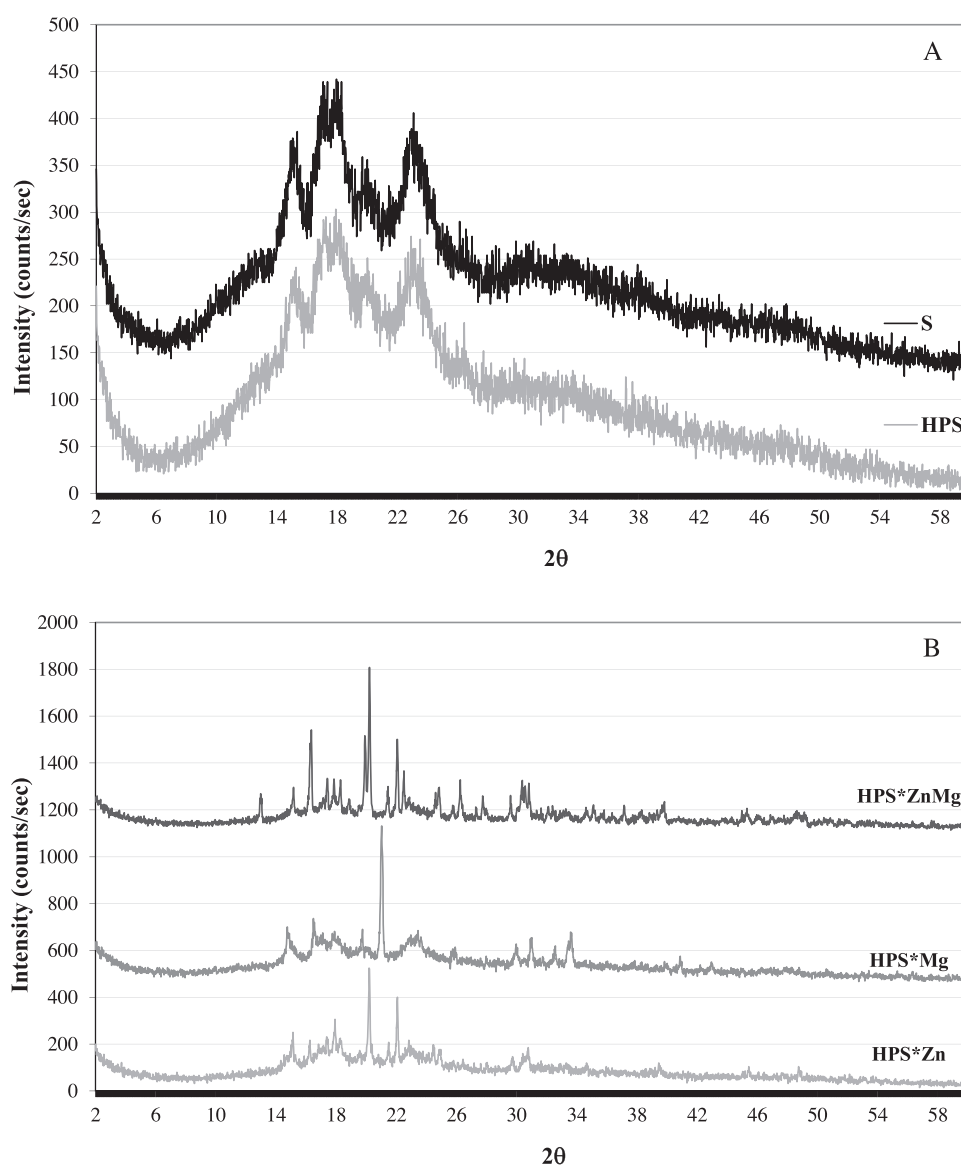 500
A
450
400
350
300
250
200
150
100
50
0
Intensity (counts/sec)
S
HPS
2 6 10 14 18 22 26 30 34 38 42 46 50 54 58
2θ
2000
B
1800
1600
1400
1200
1000
800
600
400
200
0
Intensity (counts/sec)
HPS*ZnMg
HPS*Mg
HPS*Zn
2 6 10 14 18 22 26 30 34 38 42 46 50 54 58
2θ